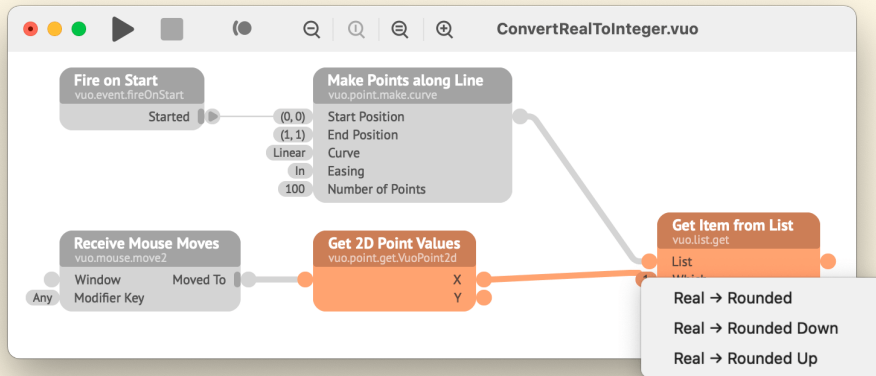 ConvertRealToInteger.vuo
Fire on Start
vuo.event.fireOnStart
Started
Make Points along Line
vuo.point.make.curve
(0, 0) Start Position
(1, 1) End Position
Linear Curve
In Easing
100 Number of Points
Receive Mouse Moves
vuo.mouse.move2
Window Moved To
Any Modifier Key
Get 2D Point Values
vuo.point.get.VuoPoint2d
X
Y
Get Item from List
vuo.list.get
List
Which
Real → Rounded
Real → Rounded Down
Real → Rounded Up